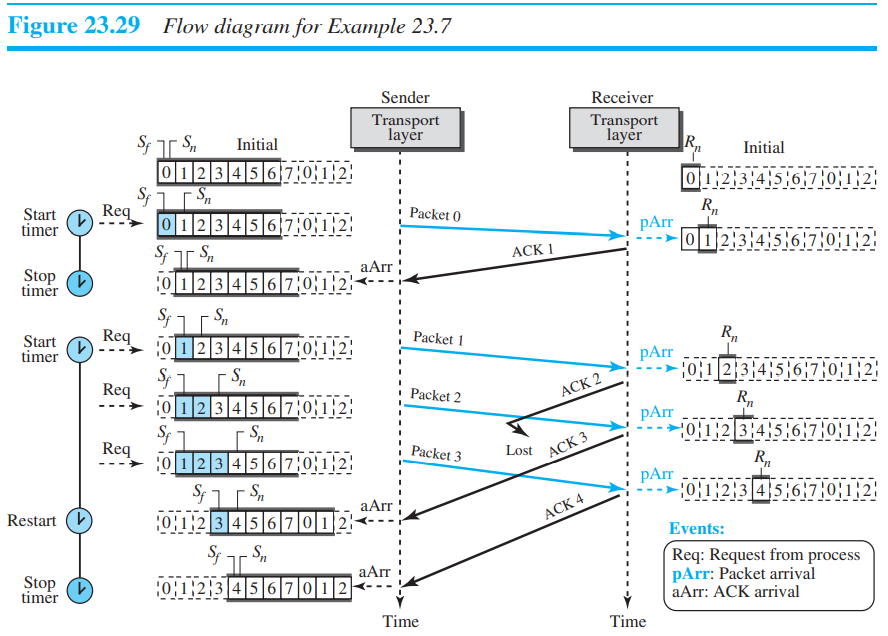 Figure 23.29 Flow diagram for Example 23.7
Sender
Receiver
Transport
layer
Transport
layer
Sf Sn Initial
0 1 2 3 4 5 6 7 0 1 2
Rn Initial
0 1 2 3 4 5 6 7 0 1 2
Start
timer
Req
Sf Sn
0 1 2 3 4 5 6 7 0 1 2
Packet 0
pArr
Rn
0 1 2 3 4 5 6 7 0 1 2
Stop
timer
Sf Sn
0 1 2 3 4 5 6 7 0 1 2
aArr
ACK 1
Start
timer
Req
Sf Sn
0 1 2 3 4 5 6 7 0 1 2
Packet 1
pArr
Rn
0 1 2 3 4 5 6 7 0 1 2
Req
Sf Sn
0 1 2 3 4 5 6 7 0 1 2
Packet 2
ACK 2
Lost
pArr
Rn
0 1 2 3 4 5 6 7 0 1 2
Req
Sf Sn
0 1 2 3 4 5 6 7 0 1 2
Packet 3
ACK 3
pArr
Rn
0 1 2 3 4 5 6 7 0 1 2
Restart
Sf Sn
0 1 2 3 4 5 6 7 0 1 2
aArr
ACK 4
Stop
timer
Sf Sn
0 1 2 3 4 5 6 7 0 1 2
aArr
Events:
Req: Request from process
pArr: Packet arrival
aArr: ACK arrival
Time
Time